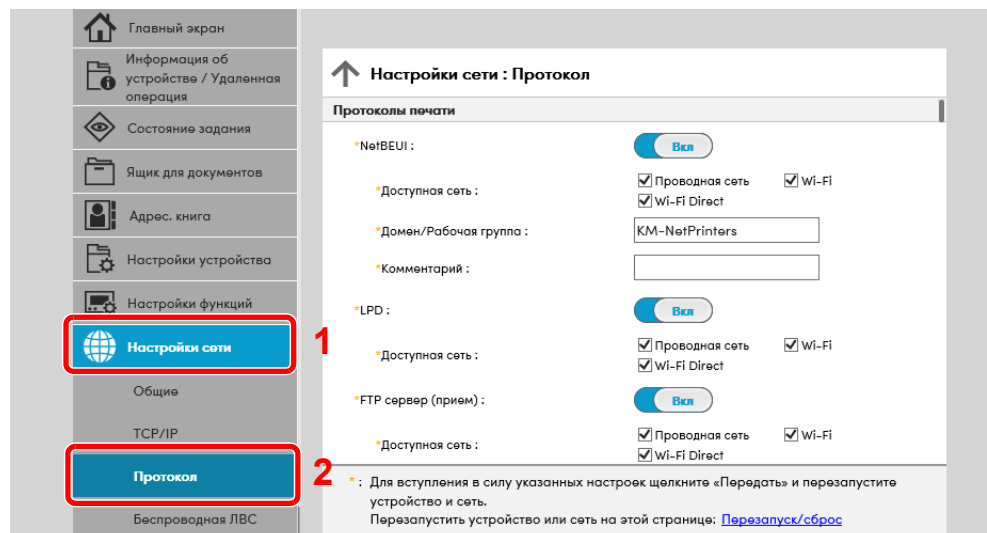 Главный экран
Информация об
устройстве / Удаленная
операция
Состояние задания
Ящик для документов
Адрес. книга
Настройки устройства
Настройки функций
Настройки сети
1
Общие
TCP/IP
Протокол
2
Беспроводная ЛВС
Настройки сети : Протокол
Протоколы печати
*NetBEUI :
Вкл
*Доступная сеть :
Проводная сеть Wi-Fi
Wi-Fi Direct
*Домен/Рабочая группа :
KM-NetPrinters
*Комментарий :
*LPD :
Вкл
*Доступная сеть :
Проводная сеть Wi-Fi
Wi-Fi Direct
*FTP сервер (прием) :
Вкл
*Доступная сеть :
Проводная сеть Wi-Fi
Wi-Fi Direct
* : Для вступления в силу указанных настроек щелкните «Передать» и перезапустите
устройство и сеть.
Перезапустить устройство или сеть на этой странице: Перезапуск/сброс